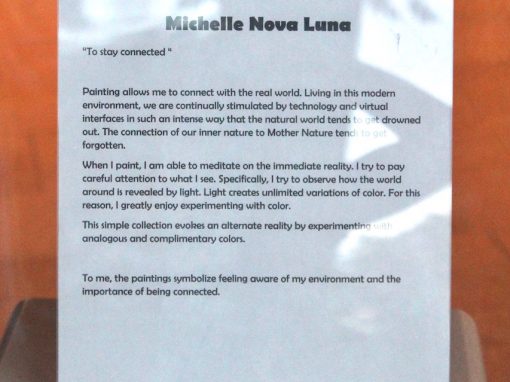 Michelle Nova Luna
"To stay connected "
Painting allows me to connect with the real world. Living in this modern
environment, we are continually stimulated by technology and virtual
interfaces in such an intense way that the natural world tends to get drowned
out. The connection of our inner nature to Mother Nature tends to get
forgotten.
When I paint, I am able to meditate on the immediate reality. I try to pay
careful attention to what I see. Specifically, I try to observe how the world
around is revealed by light. Light creates unlimited variations of color. For this
reason, I greatly enjoy experimenting with color.
This simple collection evokes an alternate reality by experimenting with
analogous and complimentary colors.
To me, the paintings symbolize feeling aware of my environment and the
importance of being connected.